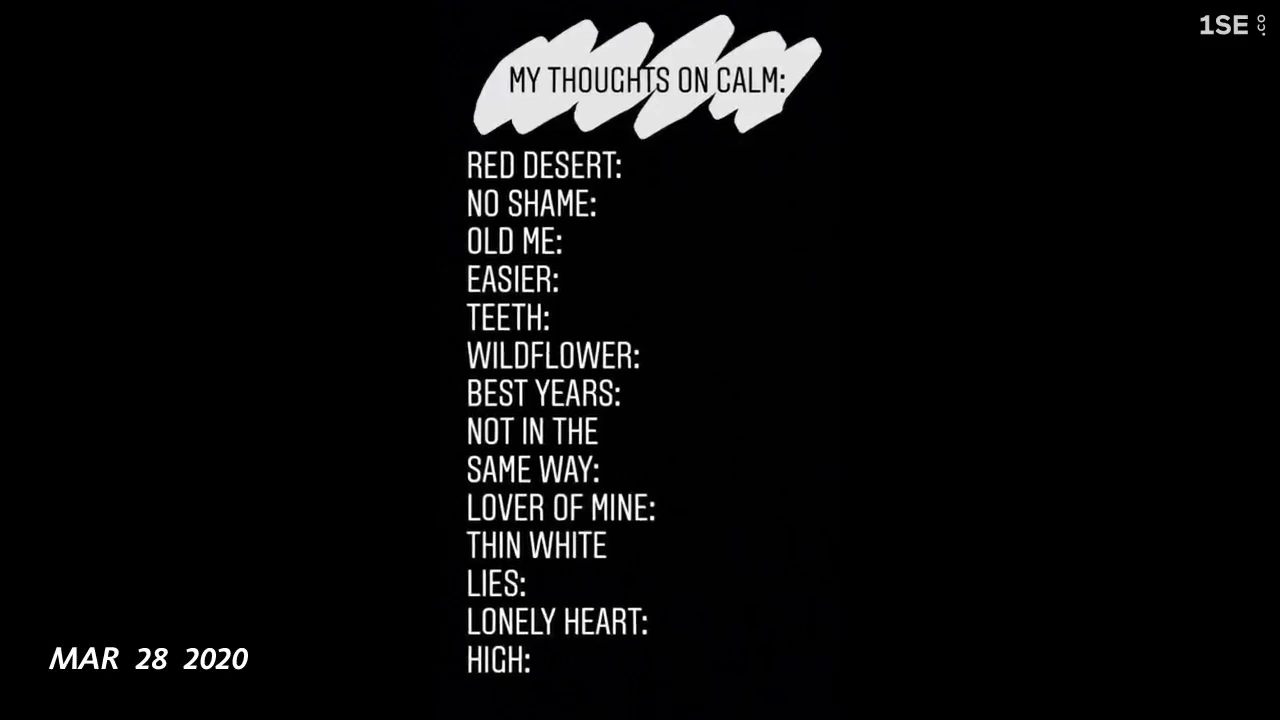 1SE.co
MY THOUGHTS ON CALM:
RED DESERT:
NO SHAME:
OLD ME:
EASIER:
TEETH:
WILDFLOWER:
BEST YEARS:
NOT IN THE
SAME WAY:
LOVER OF MINE:
THIN WHITE
LIES:
LONELY HEART:
HIGH:
MAR 28 2020